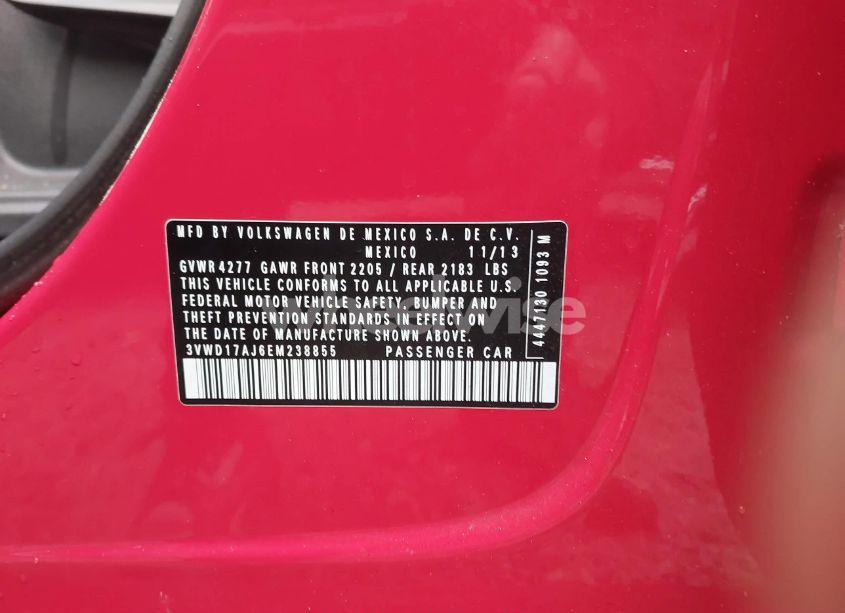 MFD BY VOLKSWAGEN DE MEXICO S.A. DE C.V.
MEXICO 11/13
GVWR 4277 GAWR FRONT 2205 / REAR 2183 LBS
THIS VEHICLE CONFORMS TO ALL APPLICABLE U.S.
FEDERAL MOTOR VEHICLE SAFETY, BUMPER AND
THEFT PREVENTION STANDARDS IN EFFECT ON
THE DATE OF MANUFACTURE SHOWN ABOVE.
3VWD17AJ6EM238855 PASSENGER CAR
4447130 1093 M